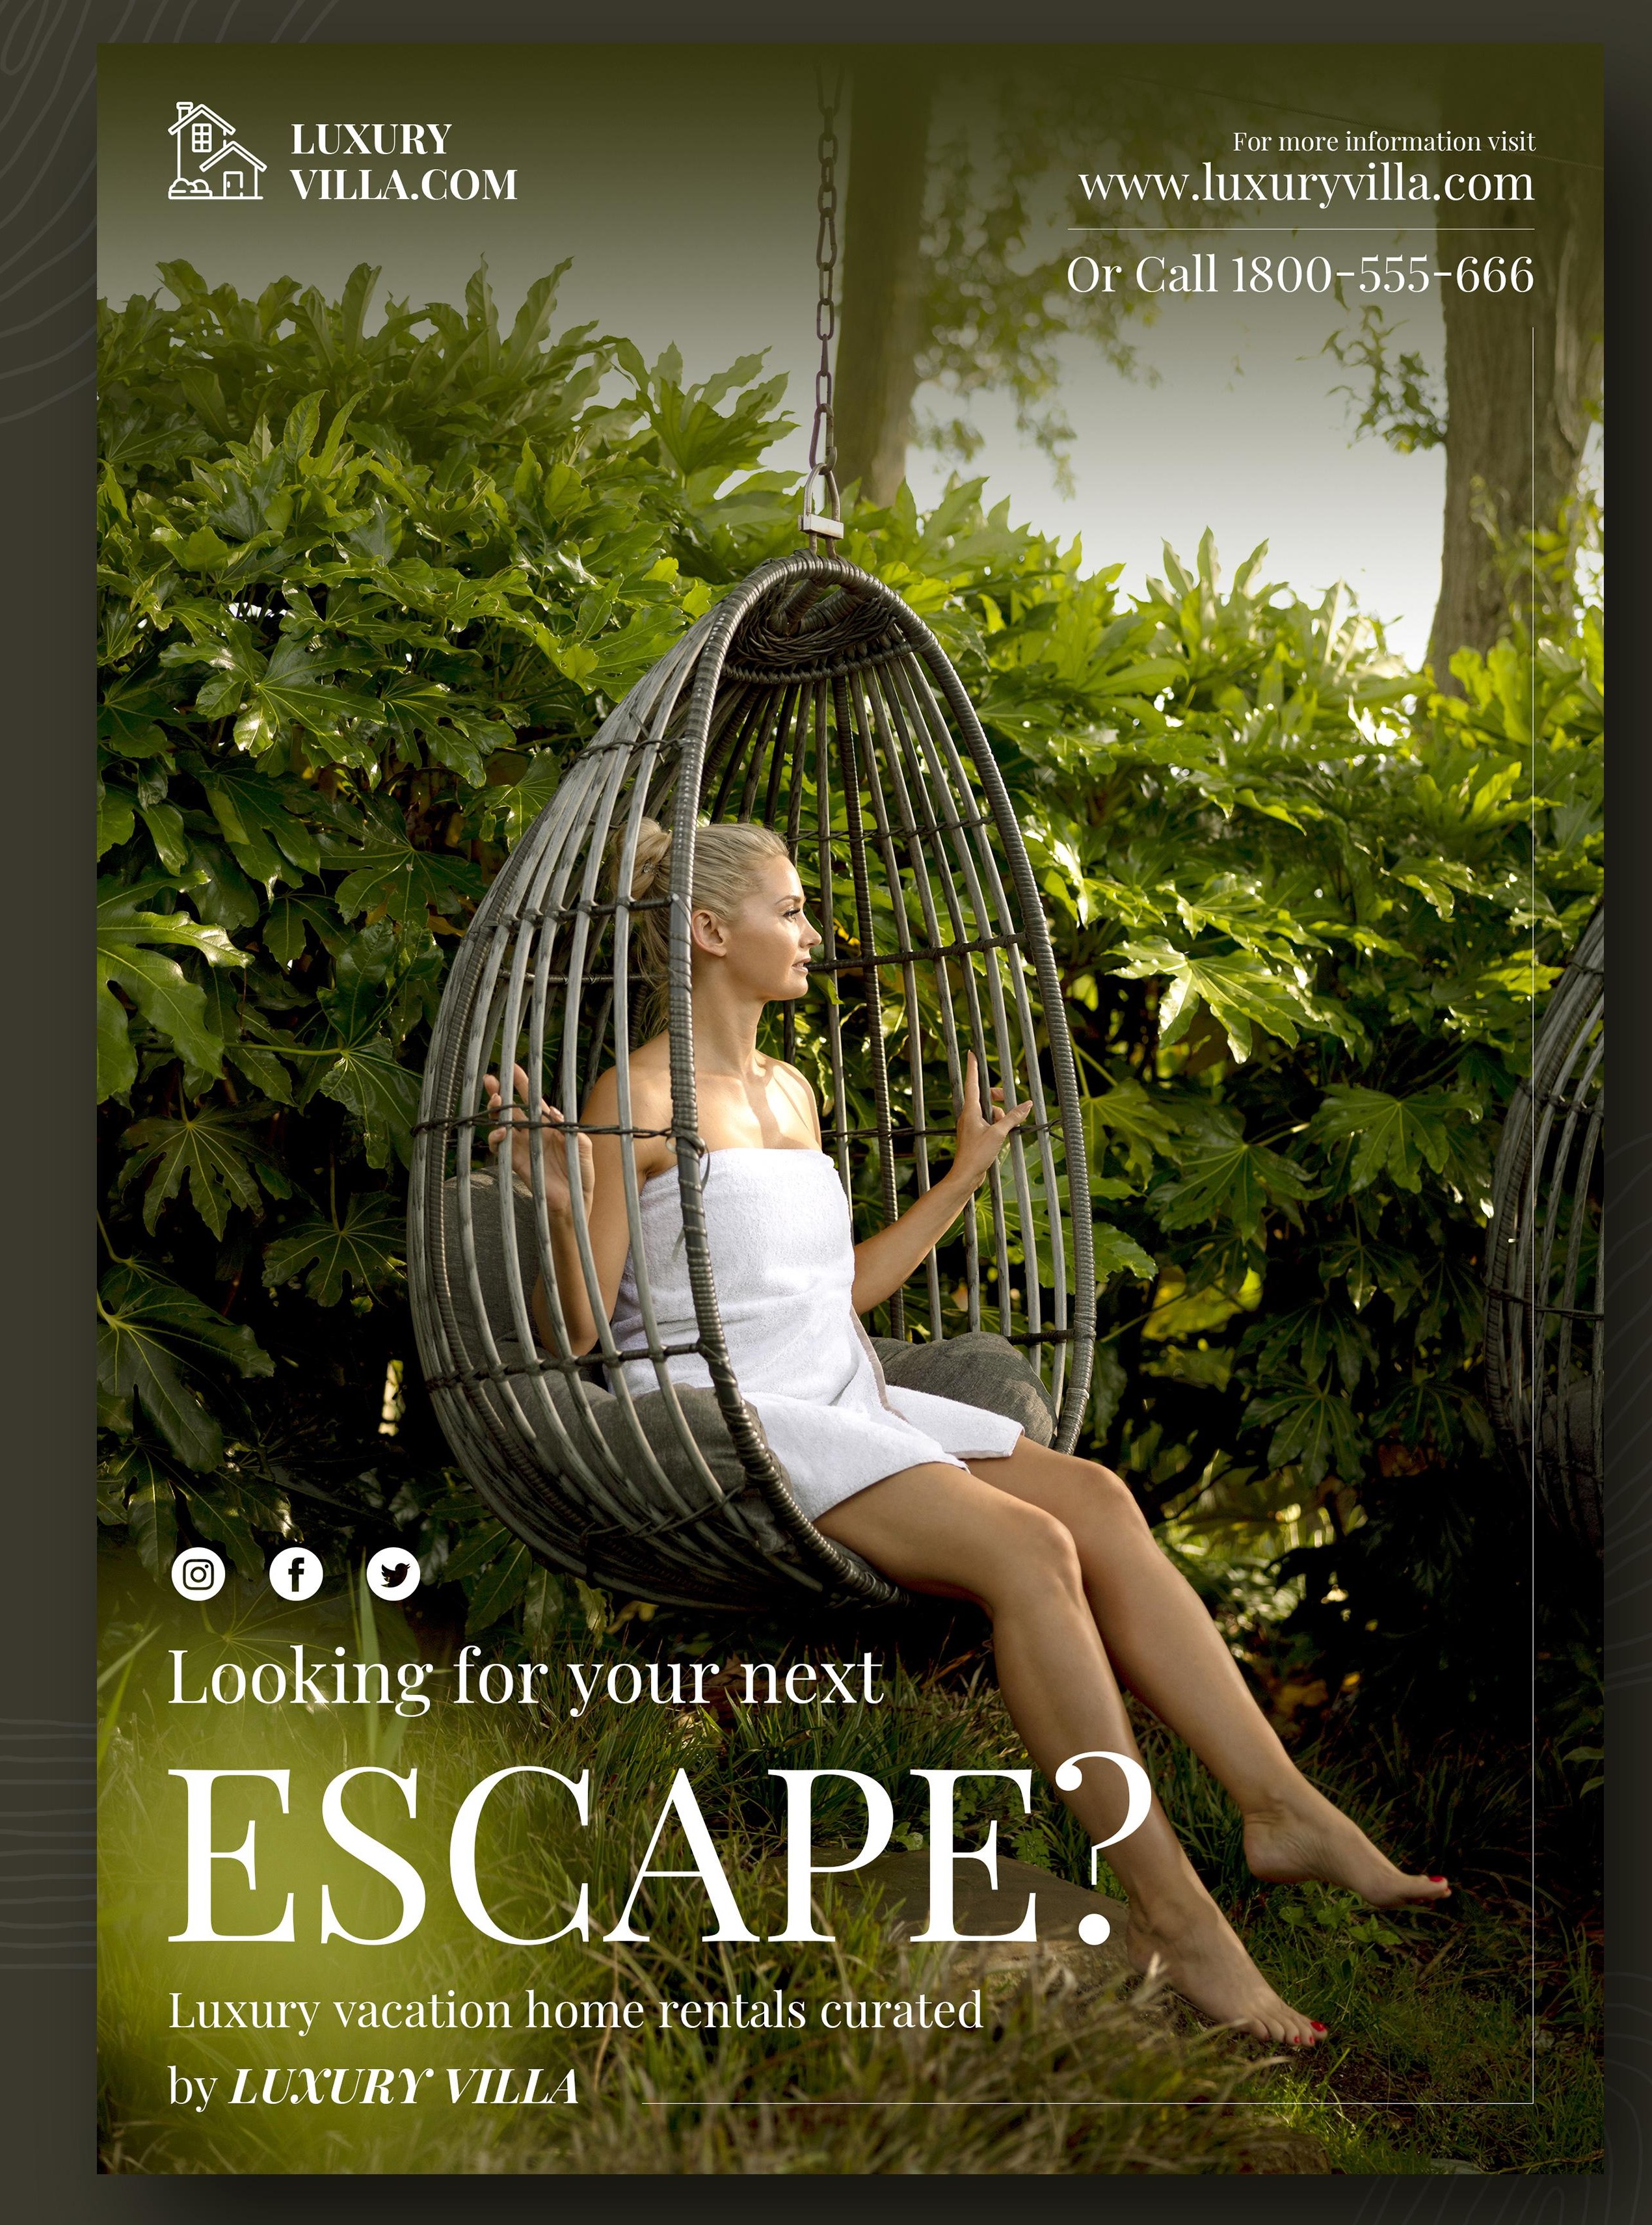 LUXURY
VILLA.COM
For more information visit
www.luxuryvilla.com
Or Call 1800-555-666
Looking for your next
ESCAPE?
Luxury vacation home rentals curated
by LUXURY VILLA